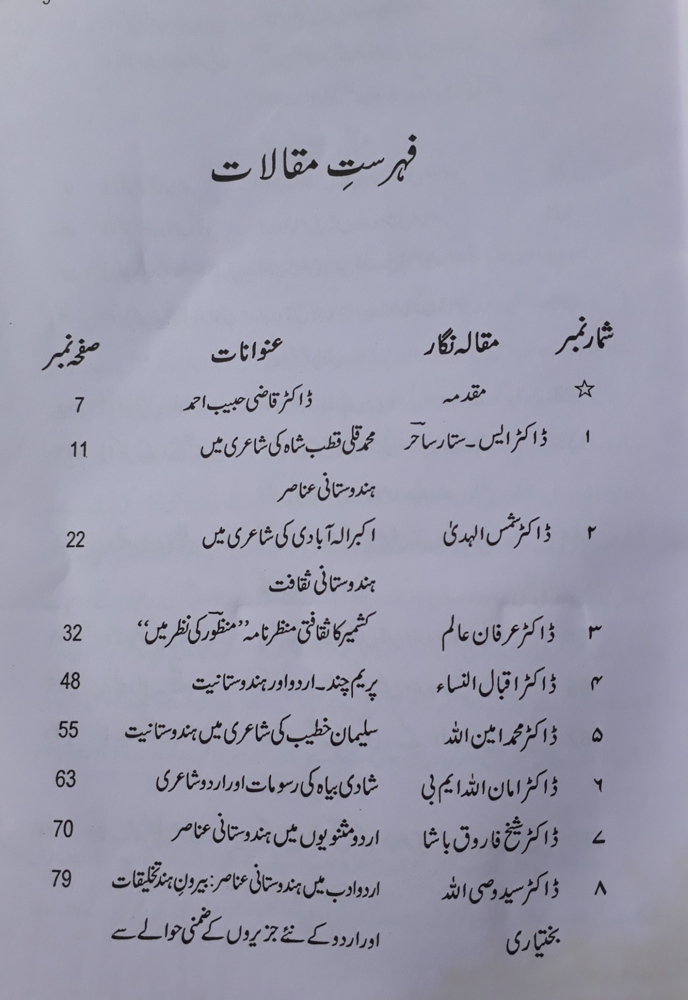 فہرستِ مقالات
شمار نمبر مقالہ نگار عنوانات صفحہ نمبر
☆ مقدمہ ڈاکٹر قاضی حبیب احمد 7
۱ ڈاکٹر ایس۔ ستار ساحرؔ محمد قلی قطب شاہ کی شاعری میں 11
ہندوستانی عناصر
۲ ڈاکٹر شمس الہدیٰ اکبر الہ آبادی کی شاعری میں 22
ہندوستانی ثقافت
۳ ڈاکٹر عرفان عالم کشمیر کا ثقافتی منظر نامہ ”منظورؔ کی نظر میں“ 32
۴ ڈاکٹر اقبال النساء پریم چند۔ اردو اور ہندوستانیت 48
۵ ڈاکٹر محمد امین اللہ سلیمان خطیب کی شاعری میں ہندوستانیت 55
۶ ڈاکٹر امان اللہ ایم بی شادی بیاہ کی رسومات اور اردو شاعری 63
۷ ڈاکٹر شیخ فاروق باشا اردو مثنویوں میں ہندوستانی عناصر 70
۸ ڈاکٹر سید وصی اللہ اردو ادب میں ہندوستانی عناصر: بیرونِ ہند تخلیقات 79
بختیاری اور اردو کے نئے جزیروں کے ضمنی حوالے سے